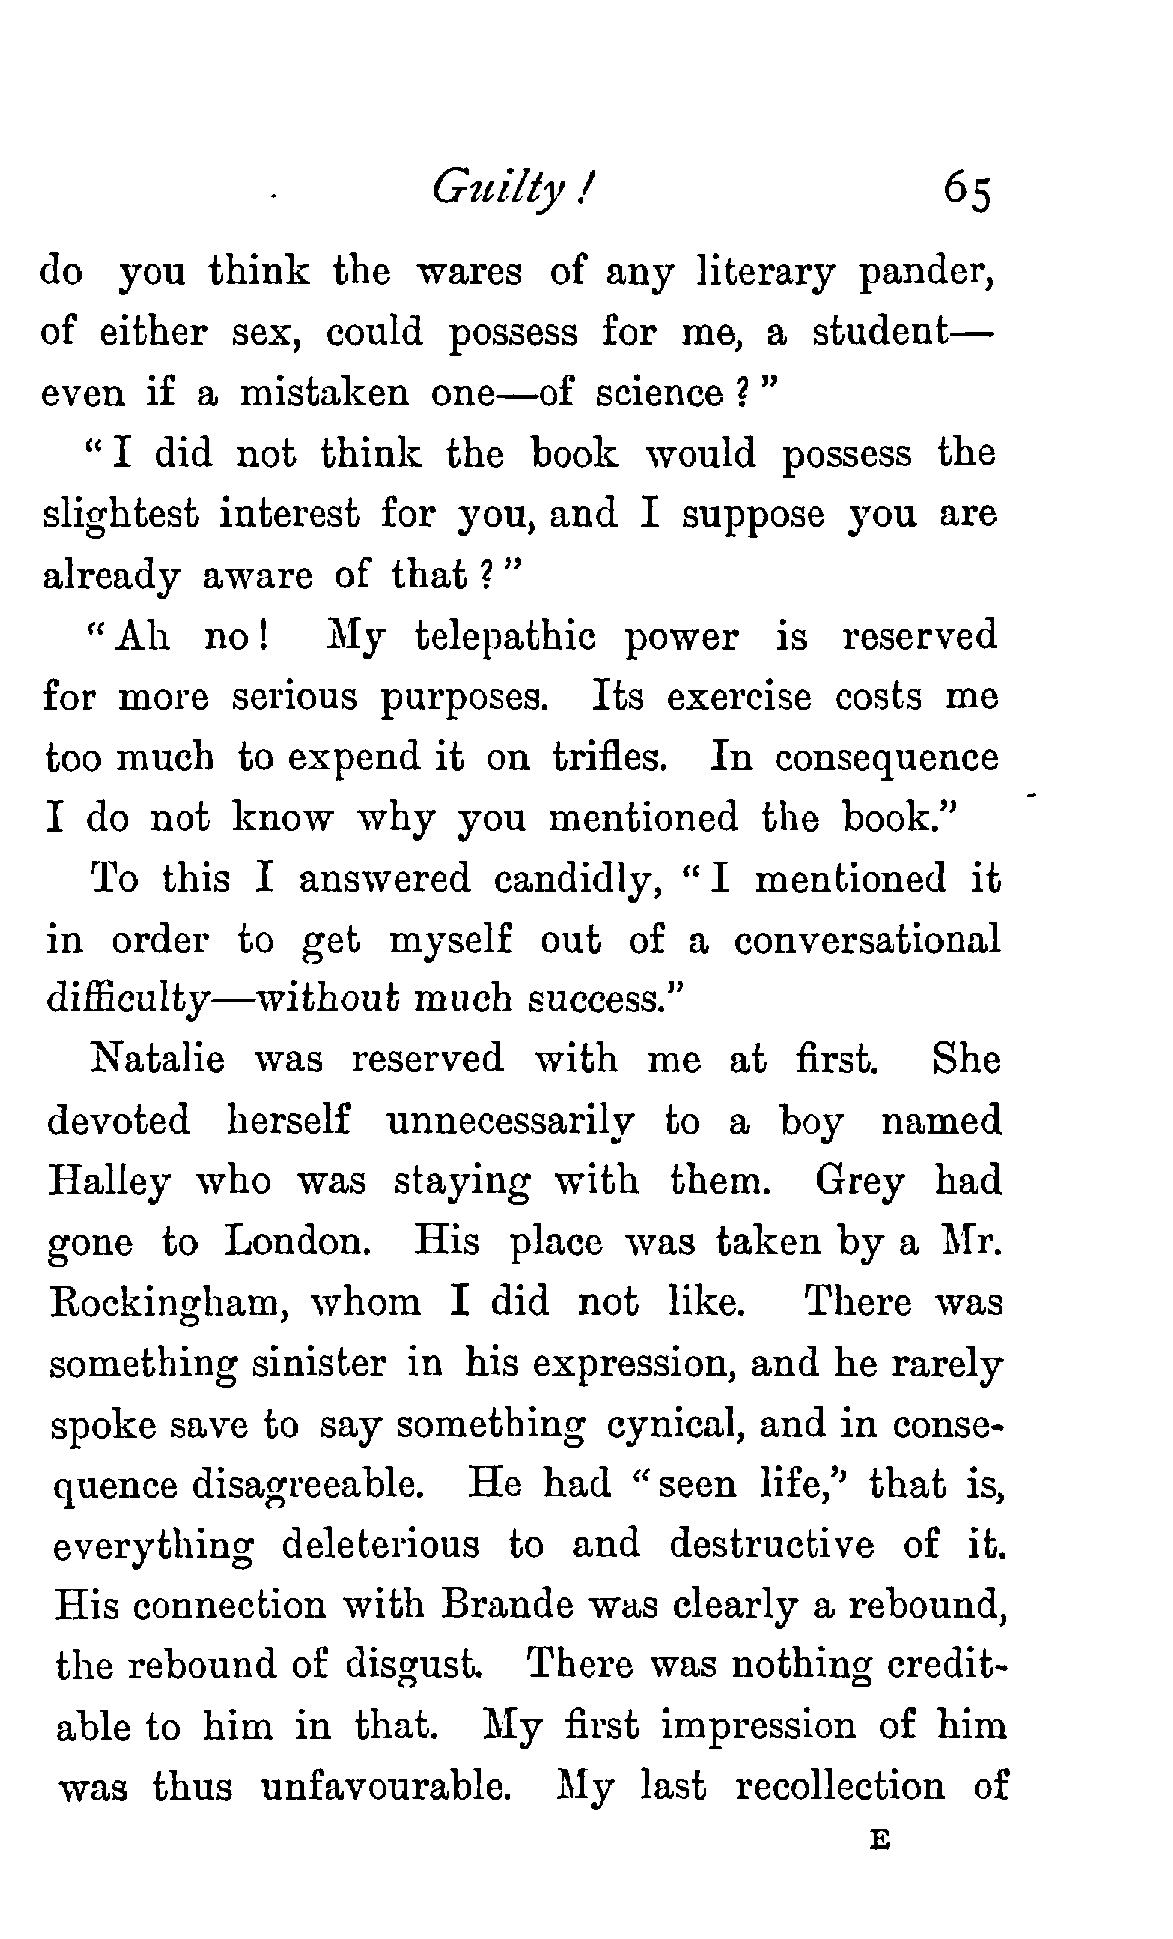 Guilty! 65
do you think the wares of any literary pander,
of either sex, could possess for me, a student—
even if a mistaken one—of science?"
"I did not think the book would possess the
slightest interest for you, and I suppose you are
already aware of that?"
"Ah no! My telepathic power is reserved
for more serious purposes. Its exercise costs me
too much to expend it on trifles. In consequence
I do not know why you mentioned the book."
To this I answered candidly, "I mentioned it
in order to get myself out of a conversational
difficulty—without much success."
Natalie was reserved with me at first. She
devoted herself unnecessarily to a boy named
Halley who was staying with them. Grey had
gone to London. His place was taken by a Mr.
Rockingham, whom I did not like. There was
something sinister in his expression, and he rarely
spoke save to say something cynical, and in conse-
quence disagreeable. He had "seen life," that is,
everything deleterious to and destructive of it.
His connection with Brande was clearly a rebound,
the rebound of disgust. There was nothing credit-
able to him in that. My first impression of him
was thus unfavourable. My last recollection of
E